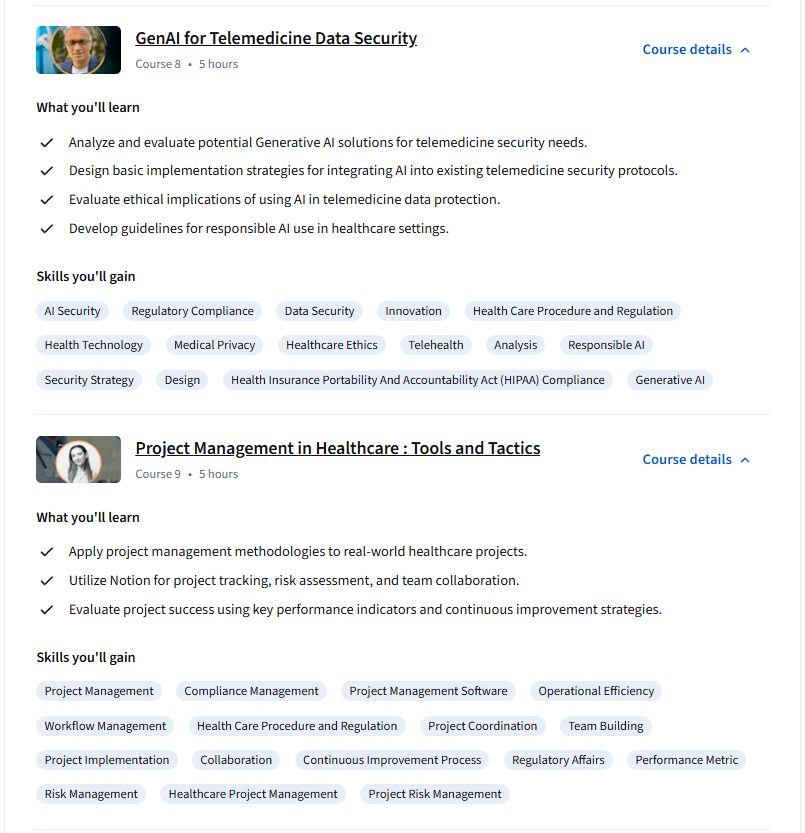 GenAI for Telemedicine Data Security
Course details
Course 8 • 5 hours
What you'll learn
Analyze and evaluate potential Generative AI solutions for telemedicine security needs.
Design basic implementation strategies for integrating AI into existing telemedicine security protocols.
Evaluate ethical implications of using AI in telemedicine data protection.
Develop guidelines for responsible AI use in healthcare settings.
Skills you'll gain
AI Security Regulatory Compliance Data Security Innovation Health Care Procedure and Regulation
Health Technology Medical Privacy Healthcare Ethics Telehealth Analysis Responsible AI
Security Strategy Design Health Insurance Portability And Accountability Act (HIPAA) Compliance Generative AI
Project Management in Healthcare : Tools and Tactics
Course details
Course 9 • 5 hours
What you'll learn
Apply project management methodologies to real-world healthcare projects.
Utilize Notion for project tracking, risk assessment, and team collaboration.
Evaluate project success using key performance indicators and continuous improvement strategies.
Skills you'll gain
Project Management Compliance Management Project Management Software Operational Efficiency
Workflow Management Health Care Procedure and Regulation Project Coordination Team Building
Project Implementation Collaboration Continuous Improvement Process Regulatory Affairs Performance Metric
Risk Management Healthcare Project Management Project Risk Management